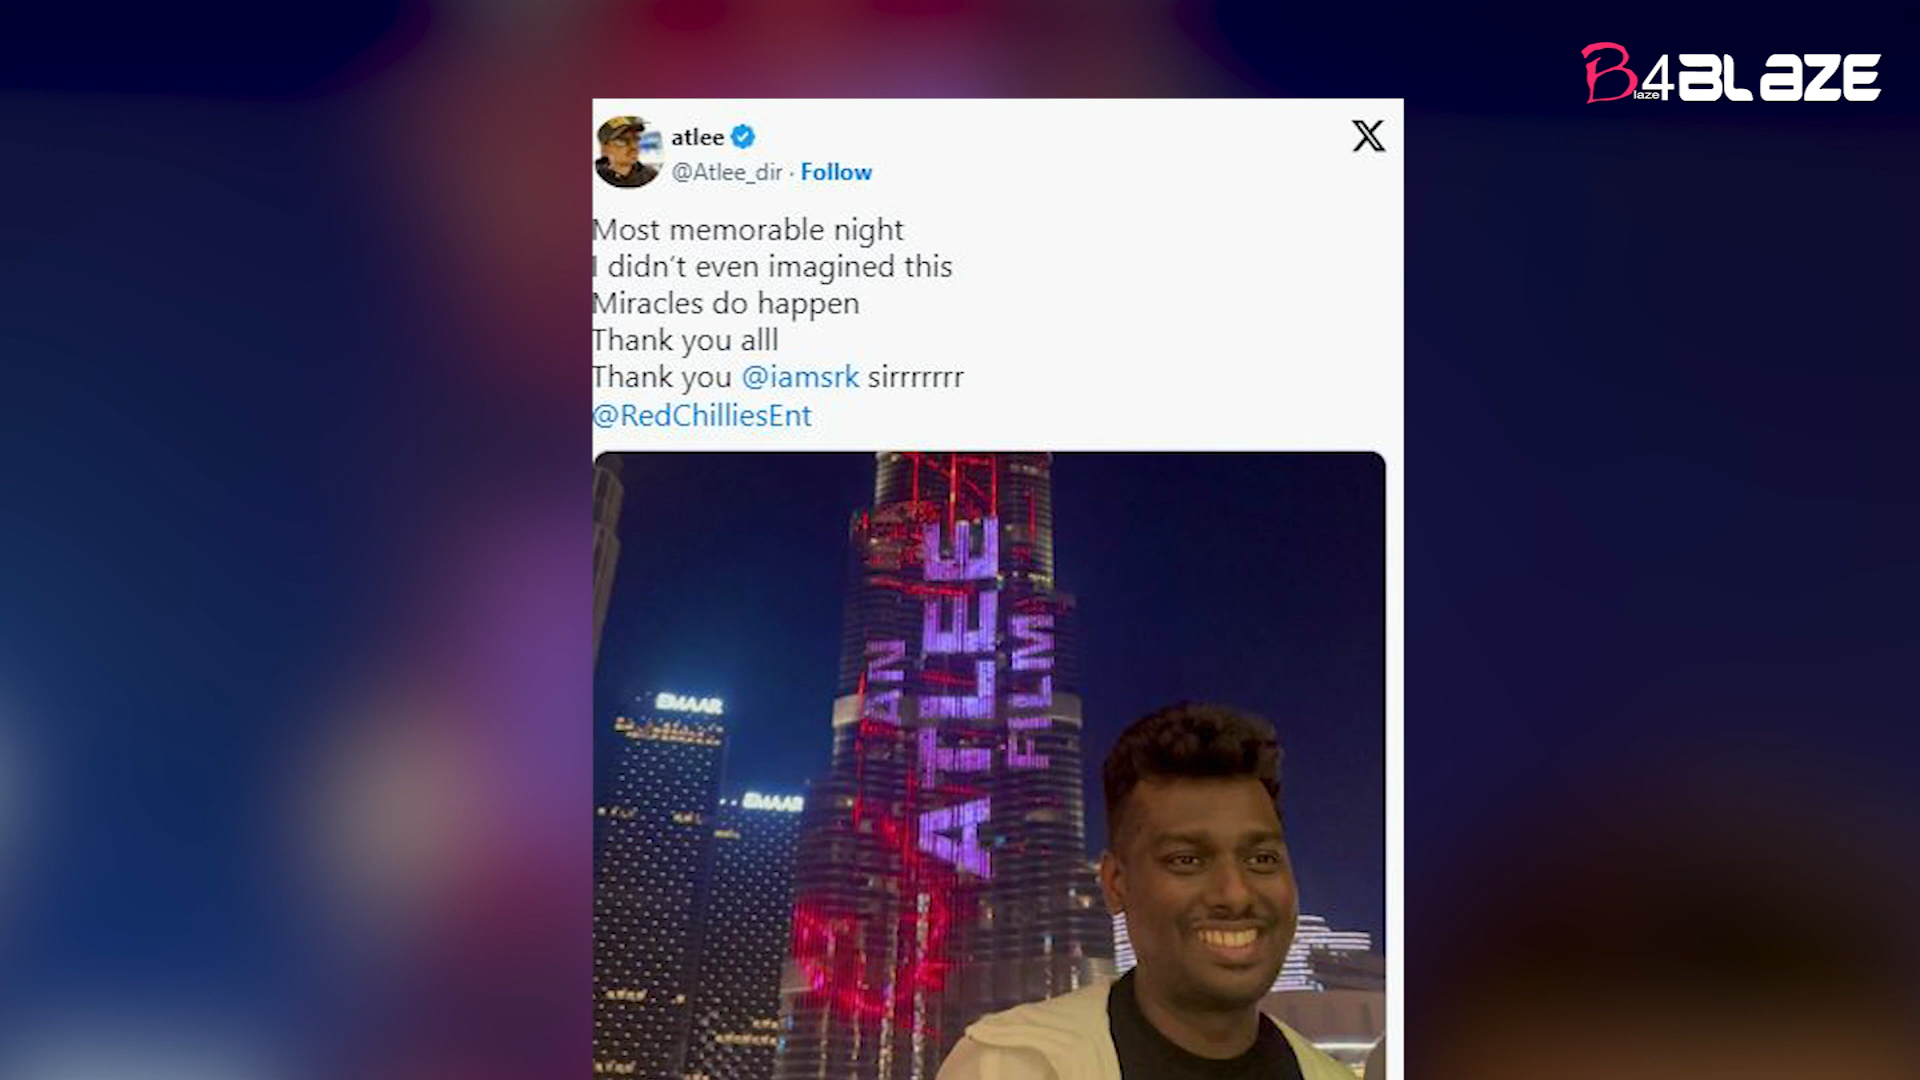 B4BLAZE
laze
atlee
@Atlee_dir · Follow
Most memorable night
I didn't even imagined this
Miracles do happen
Thank you alll
Thank you @iamsrk sirrrrrrr
@RedChilliesEnt
AN
ATLEE
FILM
EMAAR
EMAAR